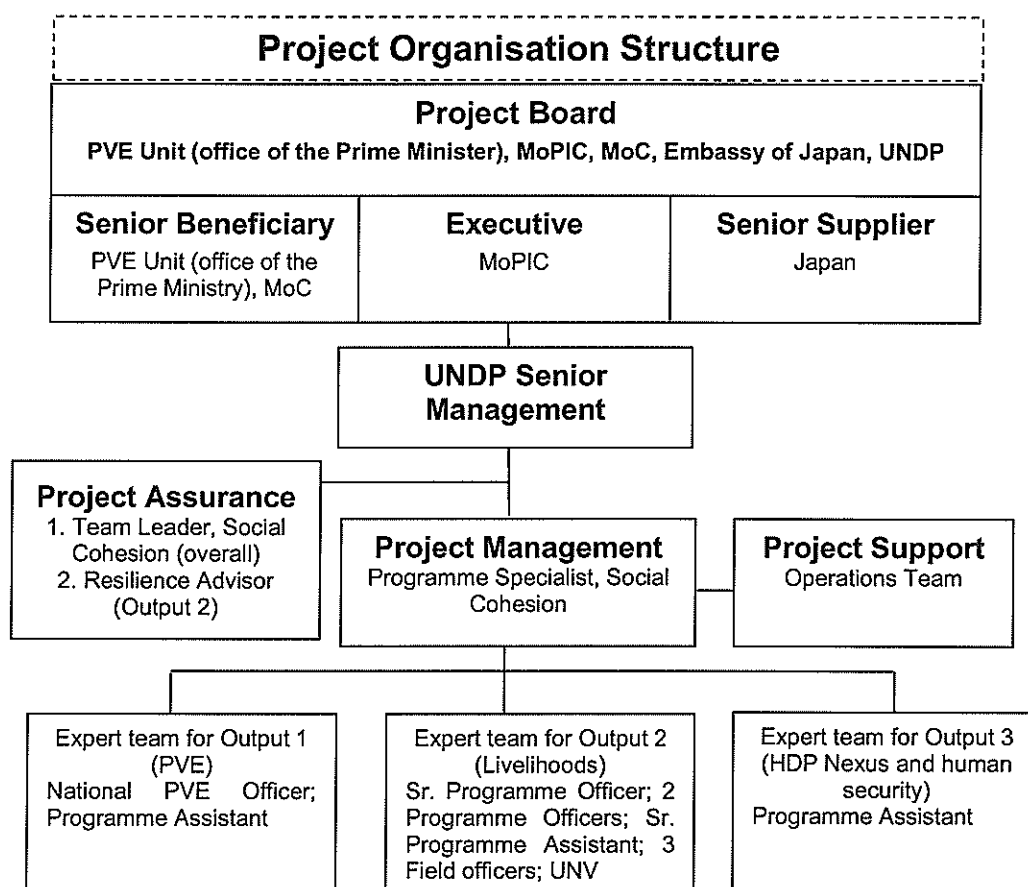 Project Organisation Structure
Project Board
PVE Unit (office of the Prime Minister), MoPIC, MoC, Embassy of Japan, UNDP
Senior Beneficiary
PVE Unit (office of the
Prime Ministry), MoC
Executive
MoPIC
Senior Supplier
Japan
UNDP Senior
Management
Project Assurance
1. Team Leader, Social
Cohesion (overall)
2. Resilience Advisor
(Output 2)
Project Management
Programme Specialist, Social
Cohesion
Project Support
Operations Team
Expert team for Output 1
(PVE)
National PVE Officer;
Programme Assistant
Expert team for Output 2
(Livelihoods)
Sr. Programme Officer; 2
Programme Officers; Sr.
Programme Assistant; 3
Field officers; UNV
Expert team for Output 3
(HDP Nexus and human
security)
Programme Assistant